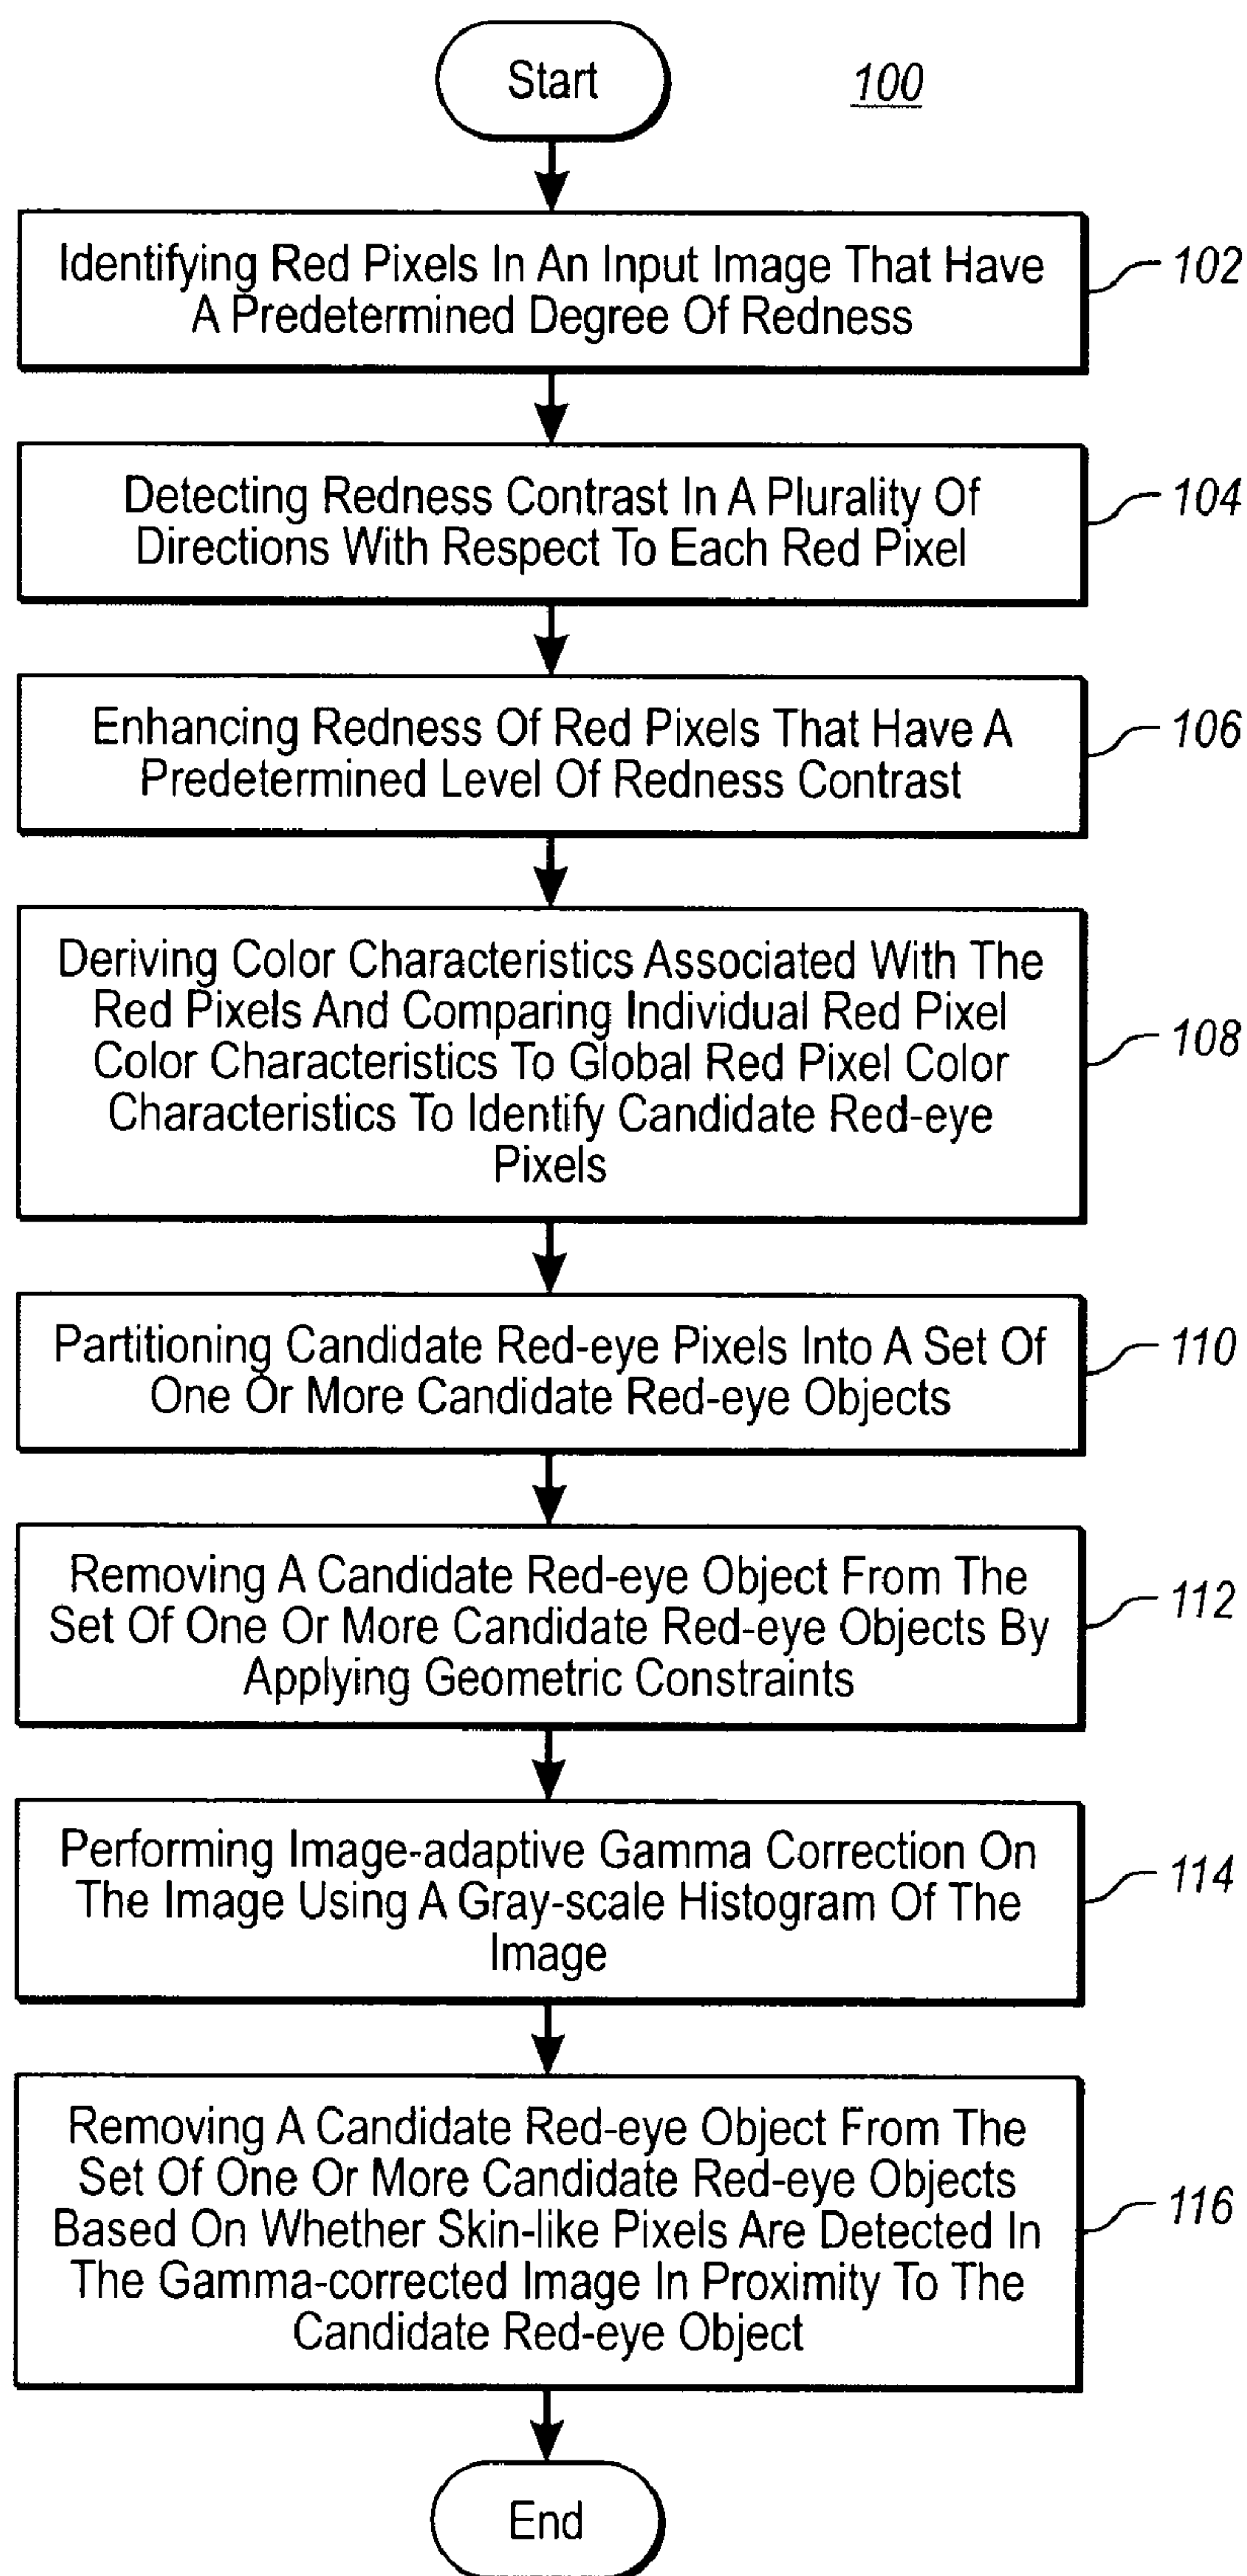 Start
100
Identifying Red Pixels In An Input Image That Have
A Predetermined Degree Of Redness
102
Detecting Redness Contrast In A Plurality Of
Directions With Respect To Each Red Pixel
104
Enhancing Redness Of Red Pixels That Have A
Predetermined Level Of Redness Contrast
106
Deriving Color Characteristics Associated With The
Red Pixels And Comparing Individual Red Pixel
Color Characteristics To Global Red Pixel Color
Characteristics To Identify Candidate Red-eye
Pixels
108
Partitioning Candidate Red-eye Pixels Into A Set Of
One Or More Candidate Red-eye Objects
110
Removing A Candidate Red-eye Object From The
Set Of One Or More Candidate Red-eye Objects By
Applying Geometric Constraints
112
Performing Image-adaptive Gamma Correction On
The Image Using A Gray-scale Histogram Of The
Image
114
Removing A Candidate Red-eye Object From The
Set Of One Or More Candidate Red-eye Objects
Based On Whether Skin-like Pixels Are Detected In
The Gamma-corrected Image In Proximity To The
Candidate Red-eye Object
116
End